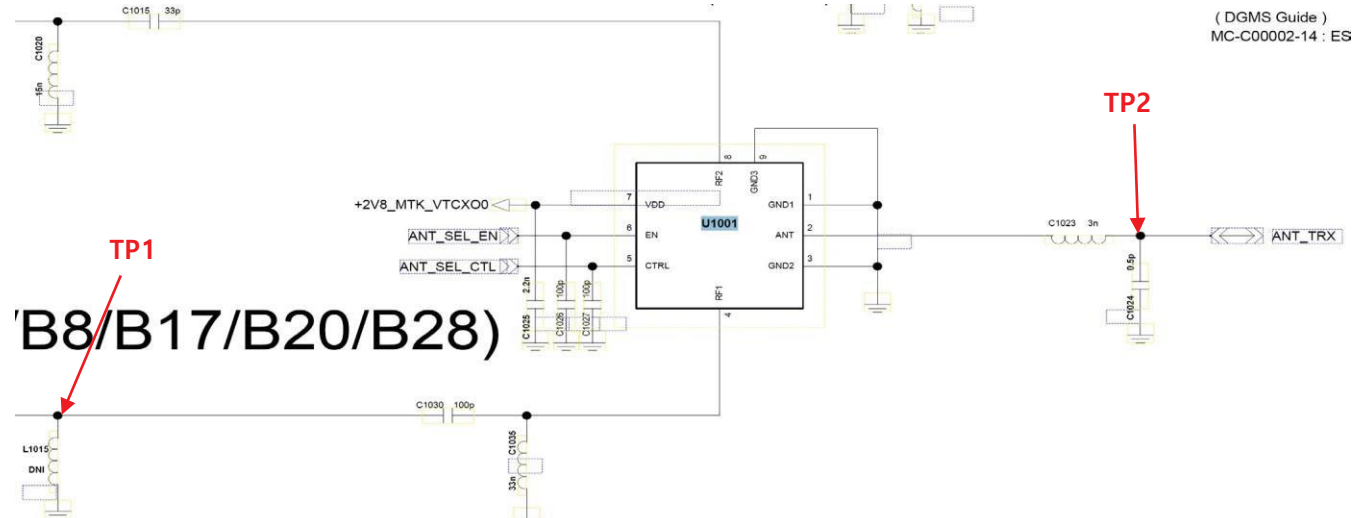 C1015 33p
( DGMS Guide )
MC-C00002-14 : ES
C1020
15n
TP2
8
9
RF2
GND3
+2V8_MTK_VTCXO0
7
VDD
U1001
GND1
1
ANT_SEL_EN
6
EN
ANT
2
C1023 3n
ANT_TRX
TP1
ANT_SEL_CTL
5
CTRL
GND2
3
0.5p
C1024
2.2n
100p
100p
C1025
C1026
C1027
RF1
4
/B8/B17/B20/B28)
C1030 100p
L1015
DNI
C1035
33n